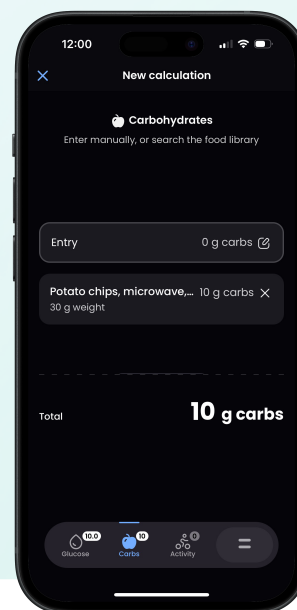 12:00
New calculation
Carbohydrates
Enter manually, or search the food library
Entry 0 g carbs
Potato chips, microwave,... 10 g carbs
30 g weight
Total 10 g carbs
10.0 10 0
Glucose Carbs Activity